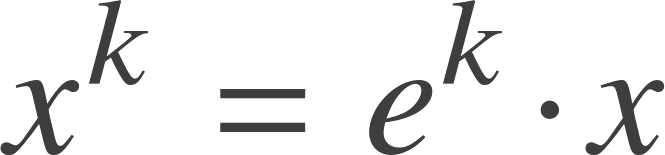 x^k = e^k · x